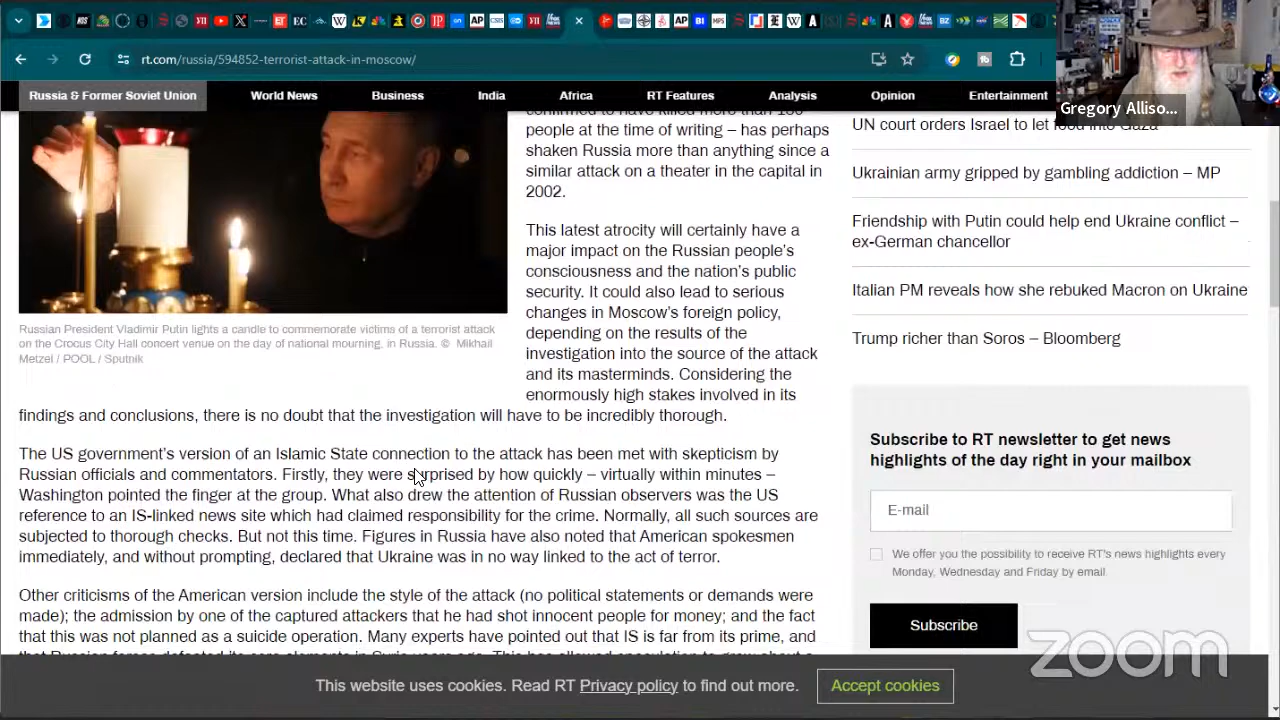 rt.com/russia/594852-terrorist-attack-in-moscow/
Gregory Alliso...
Russia & Former Soviet Union
World News
Business
India
Africa
RT Features
Analysis
Opinion
Entertainment
people at the time of writing – has perhaps
shaken Russia more than anything since a
similar attack on a theater in the capital in
2002.
This latest atrocity will certainly have a
major impact on the Russian people's
consciousness and the nation's public
security. It could also lead to serious
changes in Moscow's foreign policy,
depending on the results of the
investigation into the source of the attack
and its masterminds. Considering the
enormously high stakes involved in its
findings and conclusions, there is no doubt that the investigation will have to be incredibly thorough.
Russian President Vladimir Putin lights a candle to commemorate victims of a terrorist attack
on the Crocus City Hall concert venue on the day of national mourning, in Russia. © Mikhail
Metzel / POOL / Sputnik
The US government's version of an Islamic State connection to the attack has been met with skepticism by
Russian officials and commentators. Firstly, they were surprised by how quickly – virtually within minutes –
Washington pointed the finger at the group. What also drew the attention of Russian observers was the US
reference to an IS-linked news site which had claimed responsibility for the crime. Normally, all such sources are
subjected to thorough checks. But not this time. Figures in Russia have also noted that American spokesmen
immediately, and without prompting, declared that Ukraine was in no way linked to the act of terror.
Other criticisms of the American version include the style of the attack (no political statements or demands were
made); the admission by one of the captured attackers that he had shot innocent people for money; and the fact
that this was not planned as a suicide operation. Many experts have pointed out that IS is far from its prime, and
UN court orders Israel to let food into Gaza
Ukrainian army gripped by gambling addiction – MP
Friendship with Putin could help end Ukraine conflict –
ex-German chancellor
Italian PM reveals how she rebuked Macron on Ukraine
Trump richer than Soros – Bloomberg
Subscribe to RT newsletter to get news
highlights of the day right in your mailbox
E-mail
We offer you the possibility to receive RT's news highlights every
Monday, Wednesday and Friday by email.
Subscribe
zoom
This website uses cookies. Read RT Privacy policy to find out more.
Accept cookies